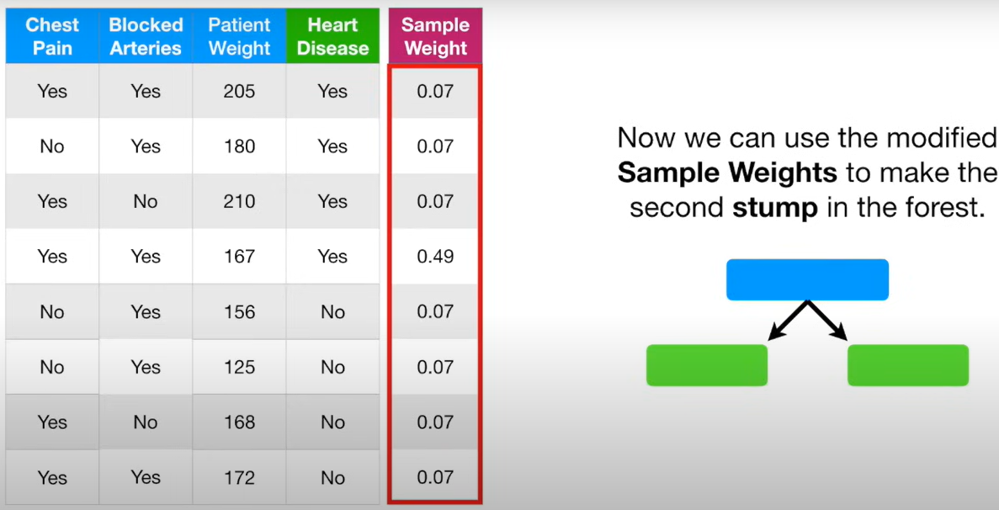 Chest Pain Blocked Arteries Patient Weight Heart Disease Sample Weight
Yes Yes 205 Yes 0.07
No Yes 180 Yes 0.07
Yes No 210 Yes 0.07
Yes Yes 167 Yes 0.49
No Yes 156 No 0.07
No Yes 125 No 0.07
Yes No 168 No 0.07
Yes Yes 172 No 0.07
Now we can use the modified
Sample Weights to make the
second stump in the forest.